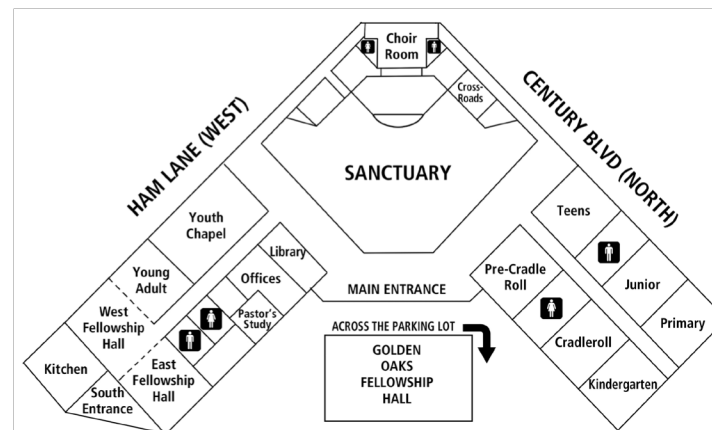 Choir
Room
Cross-
Roads
HAM LANE (WEST)
CENTURY BLVD (NORTH)
SANCTUARY
Youth
Chapel
Teens
Library
Young
Adult
Offices
Pre-Cradle
Roll
Junior
MAIN ENTRANCE
West
Fellowship
Hall
Pastor's
Study
Primary
ACROSS THE PARKING LOT
Cradleroll
GOLDEN
OAKS
FELLOWSHIP
HALL
Kitchen
East
Fellowship
Hall
Kindergarten
South
Entrance